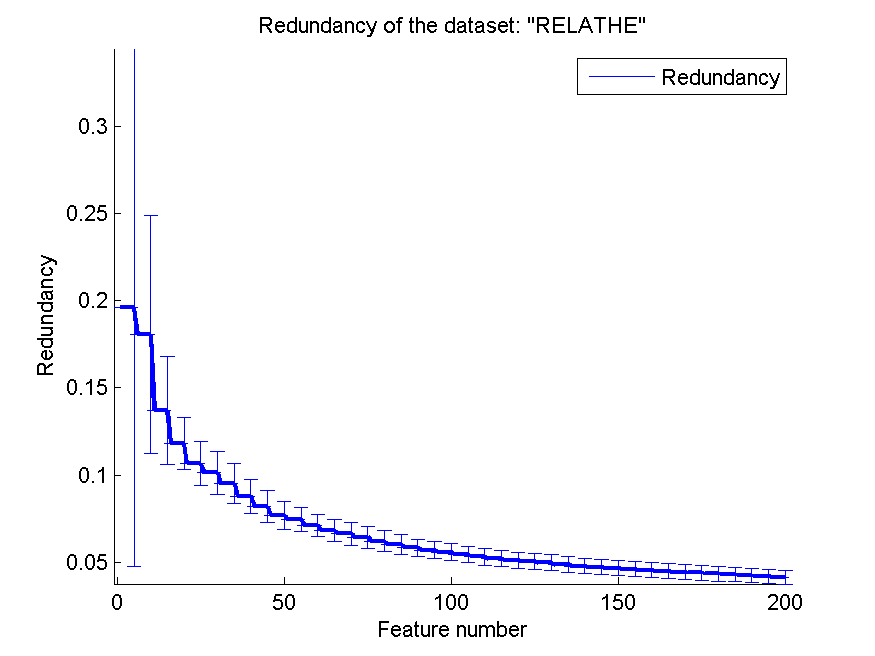 Redundancy of the dataset: "RELATHE"
Redundancy
0.3
0.25
0.2
0.15
0.1
0.05
Redundancy
0 50 100 150 200
Feature number